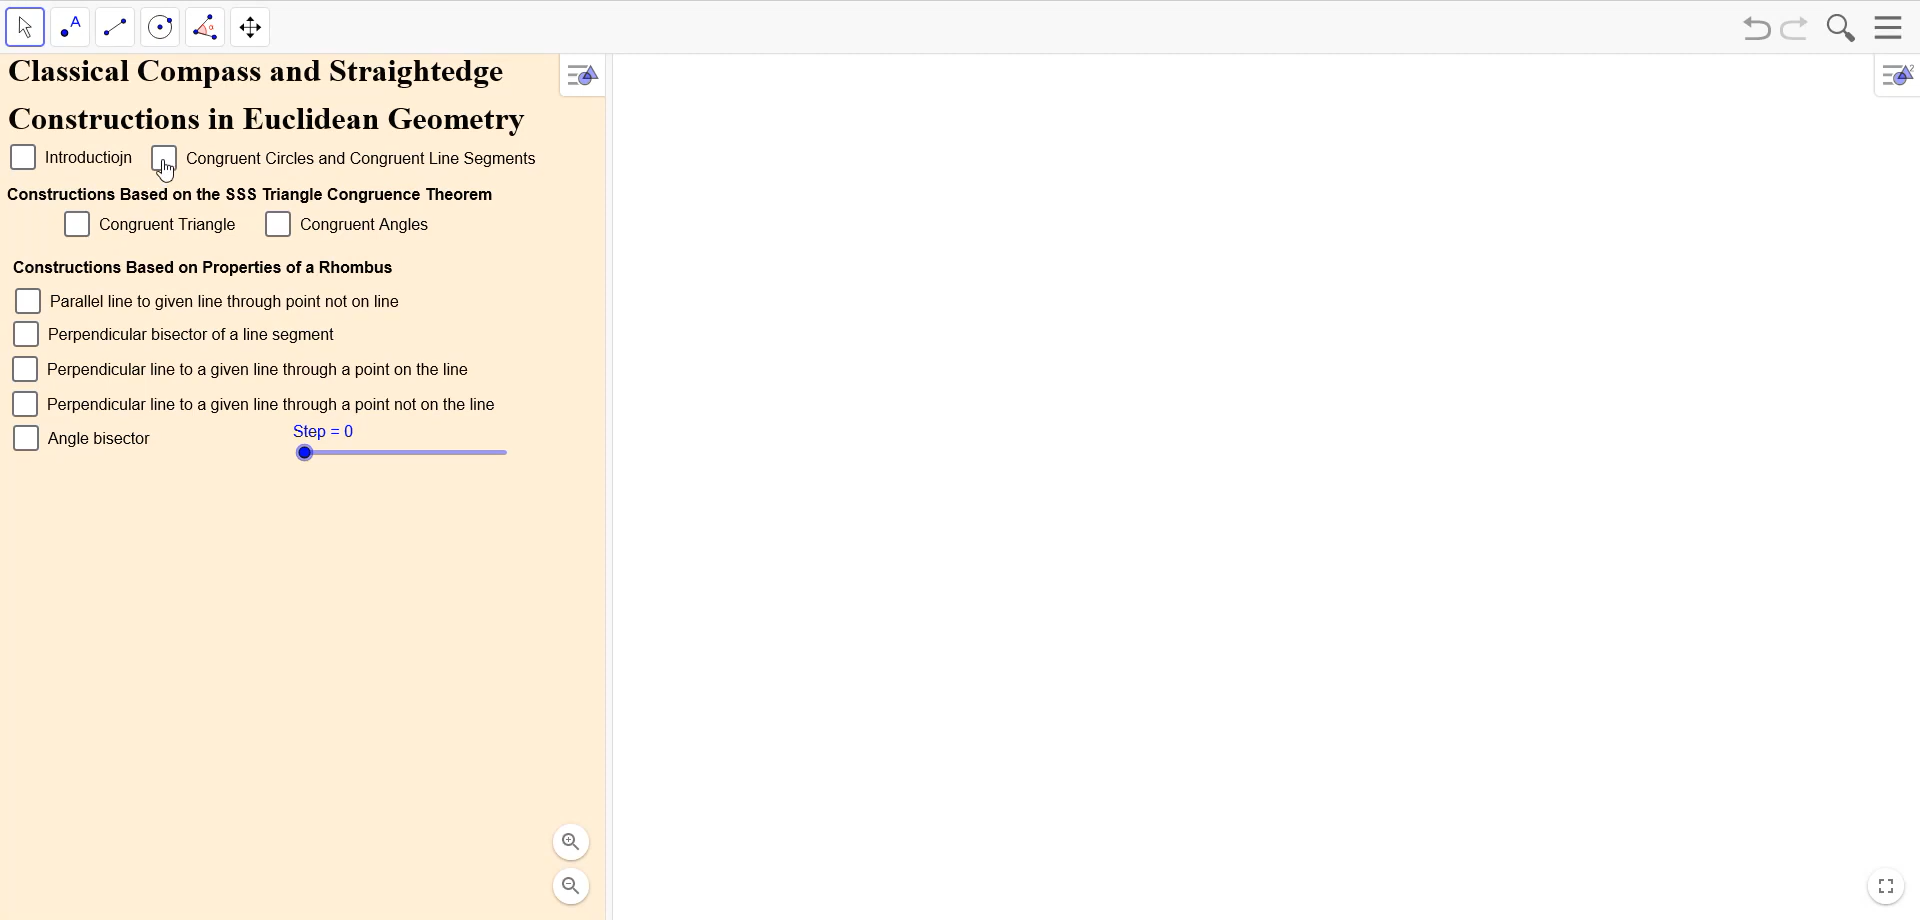 A
Classical Compass and Straightedge
Constructions in Euclidean Geometry
Introductiojn
Congruent Circles and Congruent Line Segments
Constructions Based on the SSS Triangle Congruence Theorem
Congruent Triangle
Congruent Angles
Constructions Based on Properties of a Rhombus
Parallel line to given line through point not on line
Perpendicular bisector of a line segment
Perpendicular line to a given line through a point on the line
Perpendicular line to a given line through a point not on the line
Angle bisector
Step = 0
2